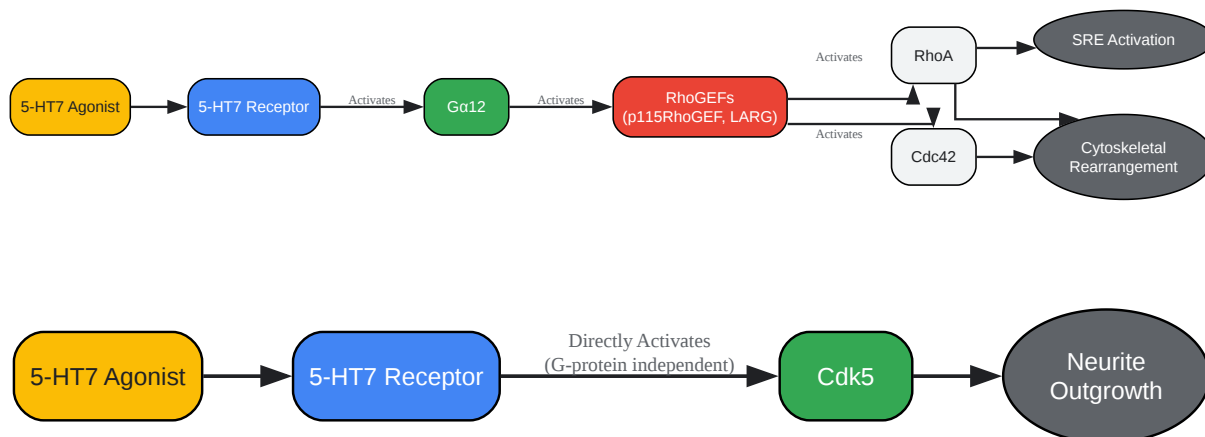 5-HT7 Agonist
5-HT7 Receptor
Activates
Gα12
Activates
RhoGEFs
(p115RhoGEF, LARG)
Activates
Activates
RhoA
Cdc42
SRE Activation
Cytoskeletal
Rearrangement
5-HT7 Agonist
5-HT7 Receptor
Directly Activates
(G-protein independent)
Cdk5
Neurite
Outgrowth